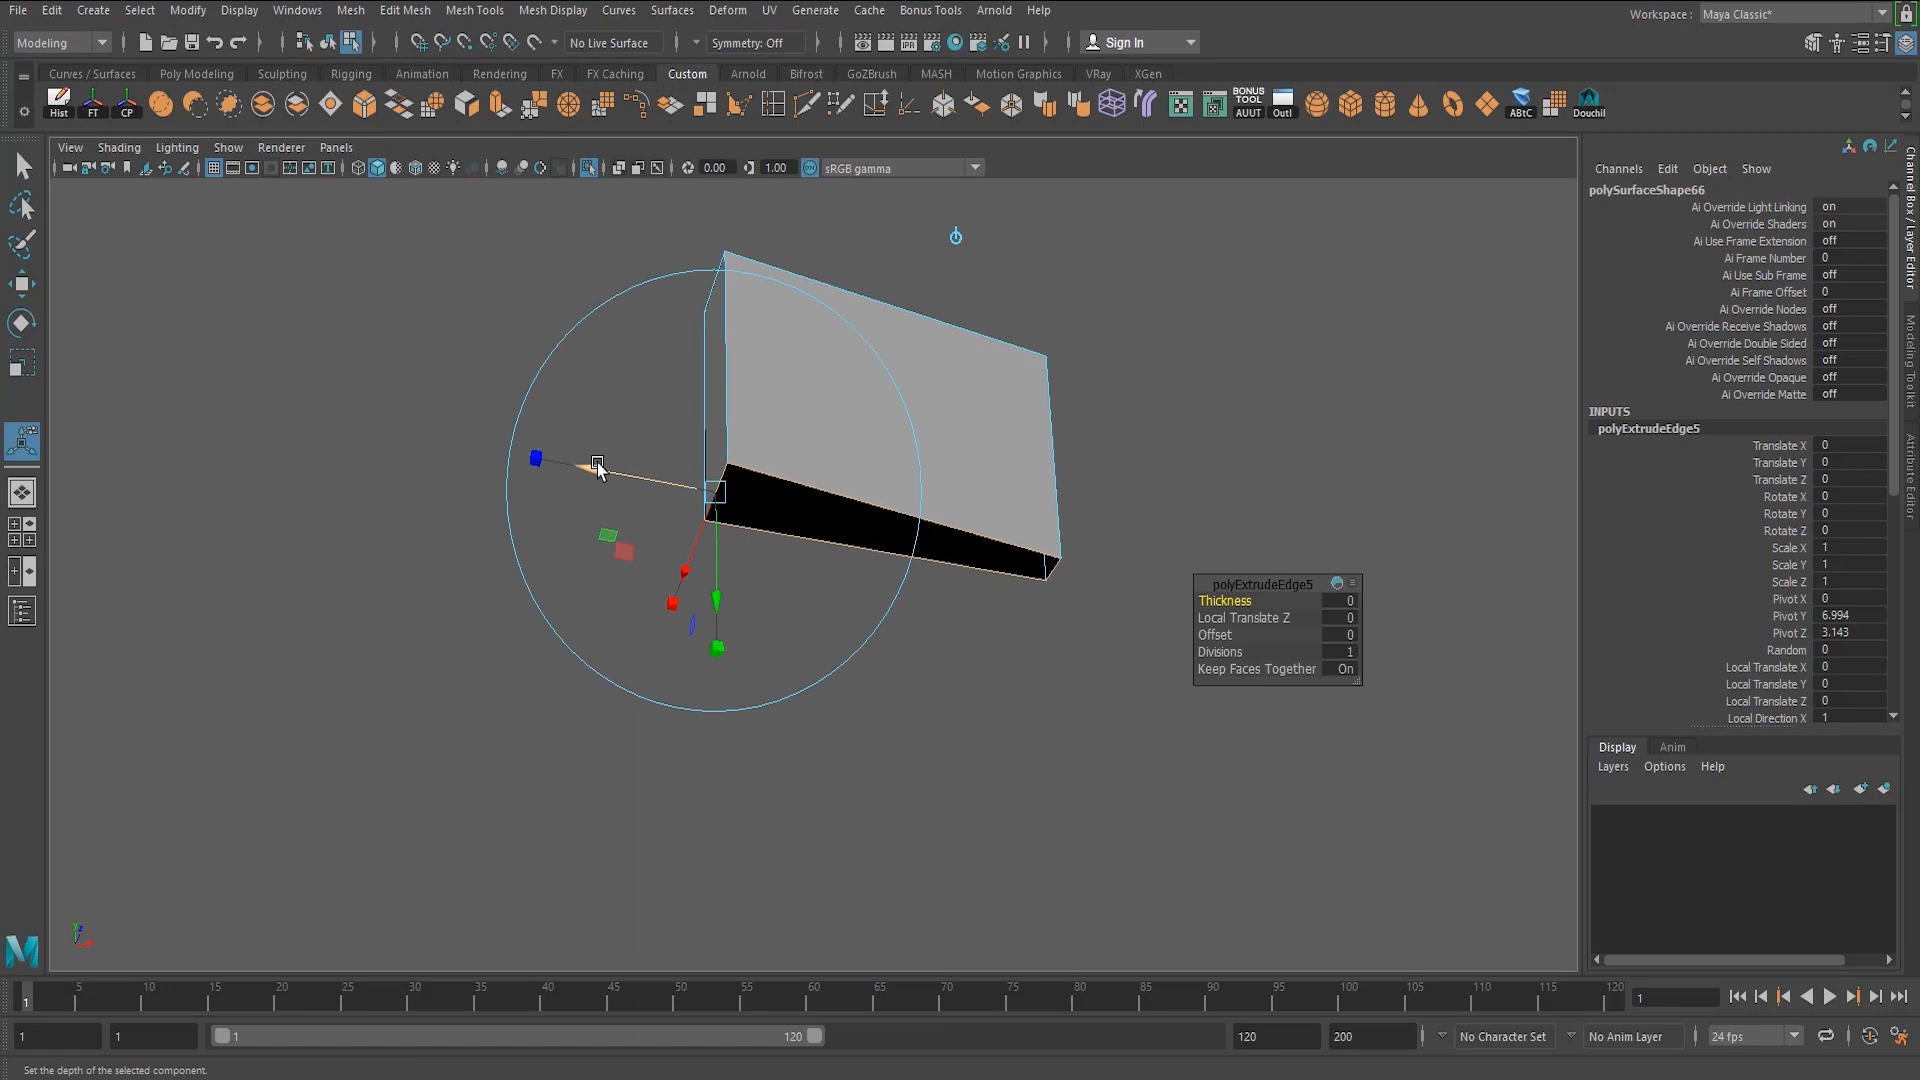 File Edit Create Select Modify Display Windows Mesh Edit Mesh Mesh Tools Mesh Display Curves Surfaces Deform UV Generate Cache Bonus Tools Arnold Help
Workspace : Maya Classic*
Modeling No Live Surface Symmetry: Off Sign In
Curves / Surfaces Poly Modeling Sculpting Rigging Animation Rendering FX FX Caching Custom Arnold Bifrost GoZBrush MASH Motion Graphics VRay XGen
IPR
BONUS TOOL
Hist FT CP AUUT Outl ABtC Douchil
View Shading Lighting Show Renderer Panels
0.00 1.00 sRGB gamma
Channels Edit Object Show
polySurfaceShape66
Ai Override Light Linking on
Ai Override Shaders on
Ai Use Frame Extension off
Ai Frame Number 0
Ai Use Sub Frame off
Ai Frame Offset 0
Ai Override Nodes off
Ai Override Receive Shadows off
Ai Override Double Sided off
Ai Override Self Shadows off
Ai Override Opaque off
Ai Override Matte off
INPUTS
polyExtrudeEdge5
Translate X 0
Translate Y 0
Translate Z 0
Rotate X 0
Rotate Y 0
Rotate Z 0
Scale X 1
Scale Y 1
Scale Z 1
Pivot X 0
Pivot Y 6.994
Pivot Z 3.143
Random 0
Local Translate X 0
Local Translate Y 0
Local Translate Z 0
Local Direction X 1
Channel Box / Layer Editor
Modeling Toolkit
Attribute Editor
polyExtrudeEdge5
Thickness 0
Local Translate Z 0
Offset 0
Divisions 1
Keep Faces Together On
Display Anim
Layers Options Help
1 5 10 15 20 25 30 35 40 45 50 55 60 65 70 75 80 85 90 95 100 105 110 115 120 1
1 1 1 120 120 200 No Character Set No Anim Layer 24 fps
Set the depth of the selected component.